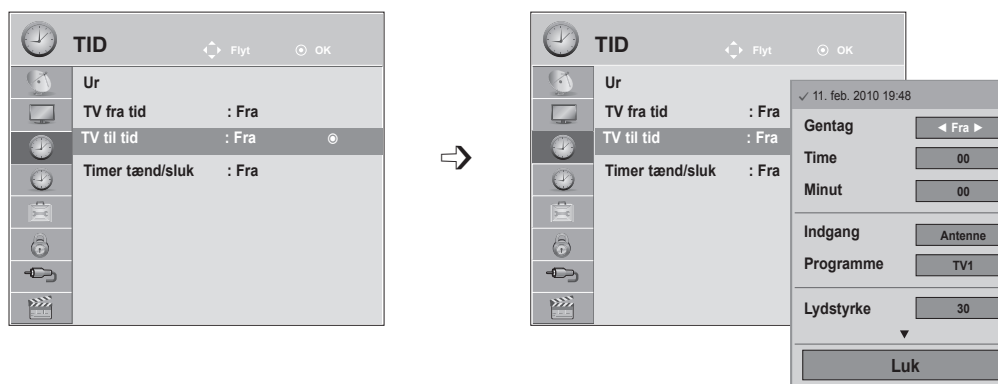 TID
Flyt
OK
Ur
TV fra tid : Fra
TV til tid : Fra
Timer tænd/sluk : Fra
TID
Flyt
OK
Ur
TV fra tid : Fra
TV til tid : Fra
Timer tænd/sluk : Fra
✓ 11. feb. 2010 19:48
Gentag ◄ Fra ►
Time 00
Minut 00
Indgang Antenne
Programme TV1
Lydstyrke 30
▼
Luk